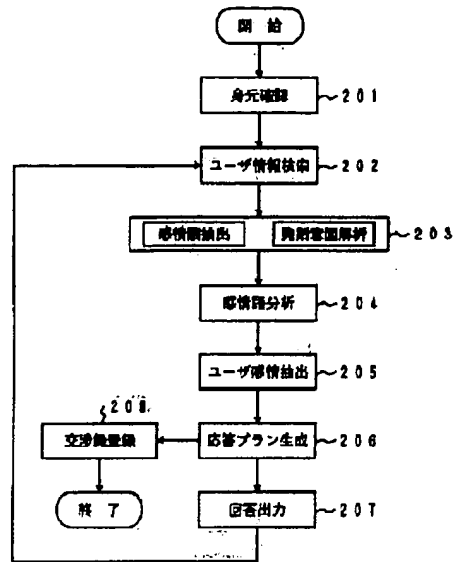 開始
身元確認 201
ユーザ情報検索 202
感情語抽出 発話意図解析 203
感情語分析 204
ユーザ感情抽出 205
208
交渉録登録 応答プラン生成 206
終了 回答出力 207